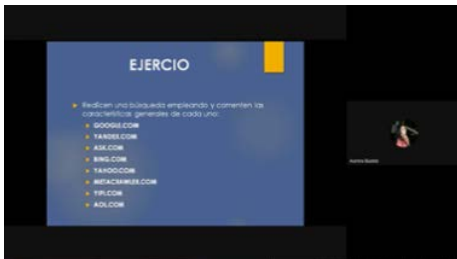 EJERCIO
Realicen una búsqueda empleando y comenten las
características generales de cada uno:
GOOGLE.COM
YANDEX.COM
ASK.COM
BING.COM
YAHOO.COM
METACRAWLER.COM
YIPI.COM
AOL.COM